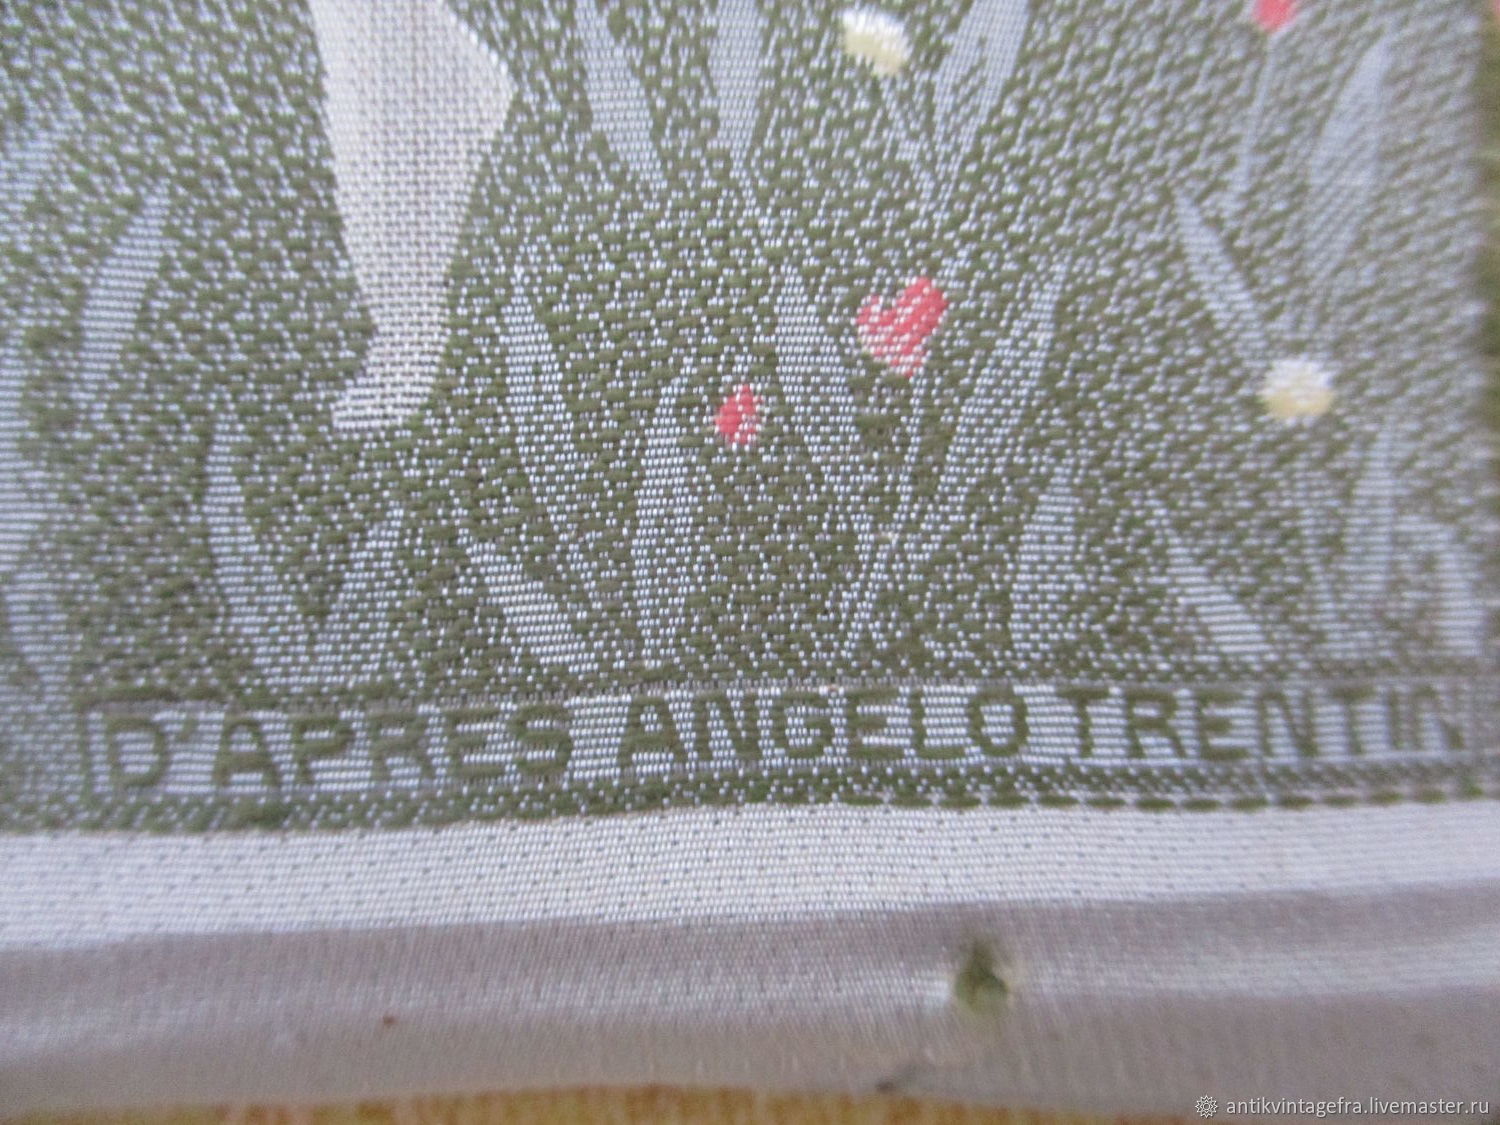 D'APRES ANGELO TRENTIN
antikvintagefra.livemaster.ru